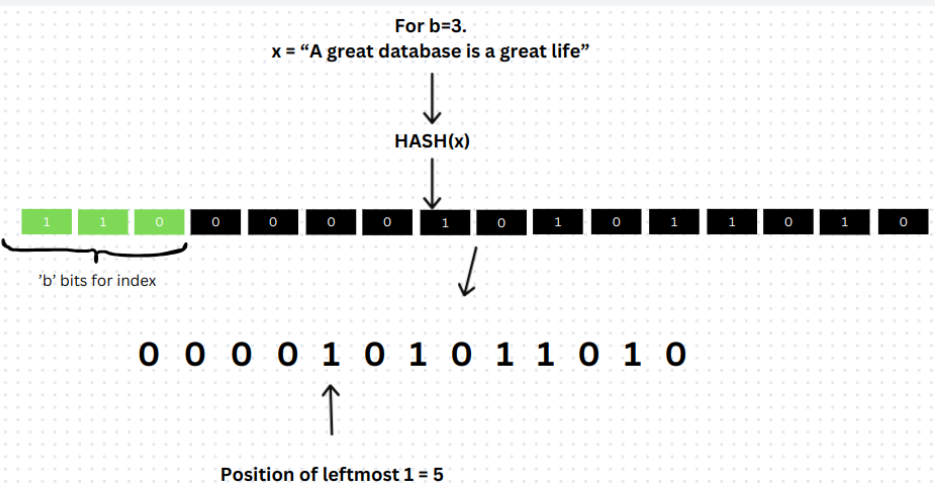 For b=3.
x = “A great database is a great life”
HASH(x)
1 1 0 0 0 0 0 1 0 1 0 1 1 0 1 0
’b’ bits for index
0 0 0 0 1 0 1 0 1 1 0 1 0
Position of leftmost 1 = 5